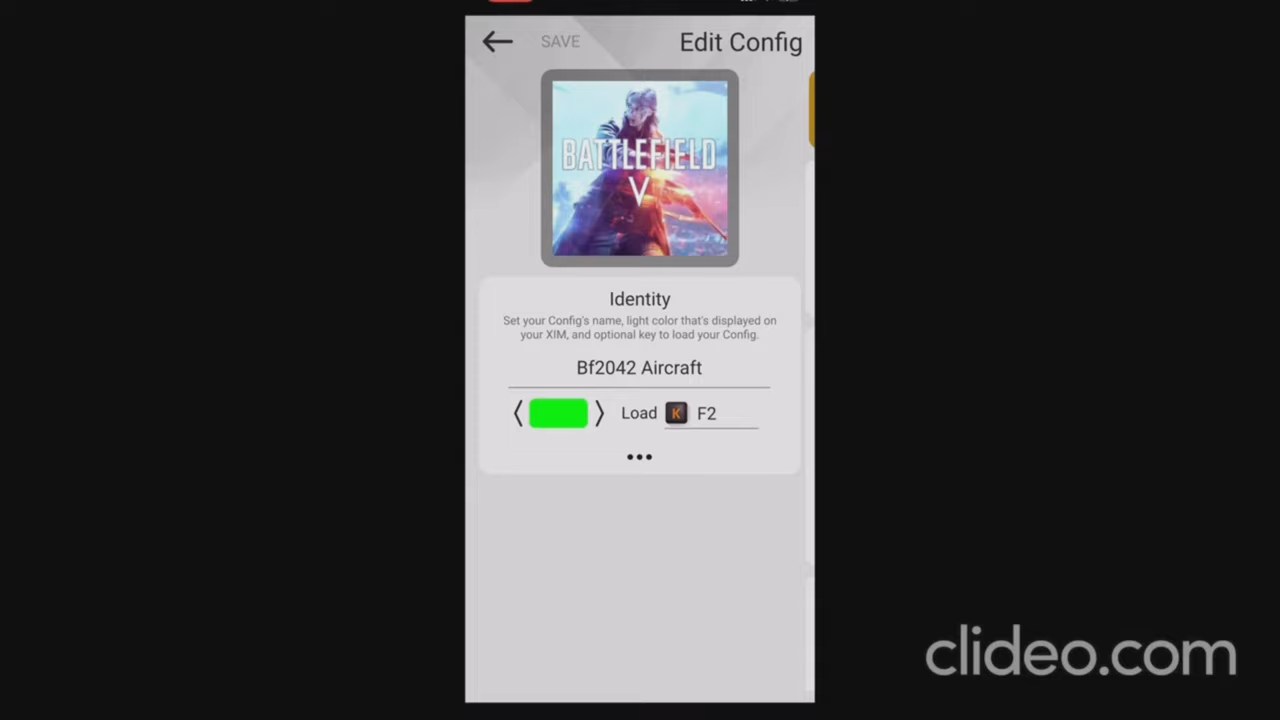 SAVE
Edit Config
BATTLEFIELD
V
Identity
Set your Config's name, light color that's displayed on
your XIM, and optional key to load your Config.
Bf2042 Aircraft
Load K F2
clideo.com